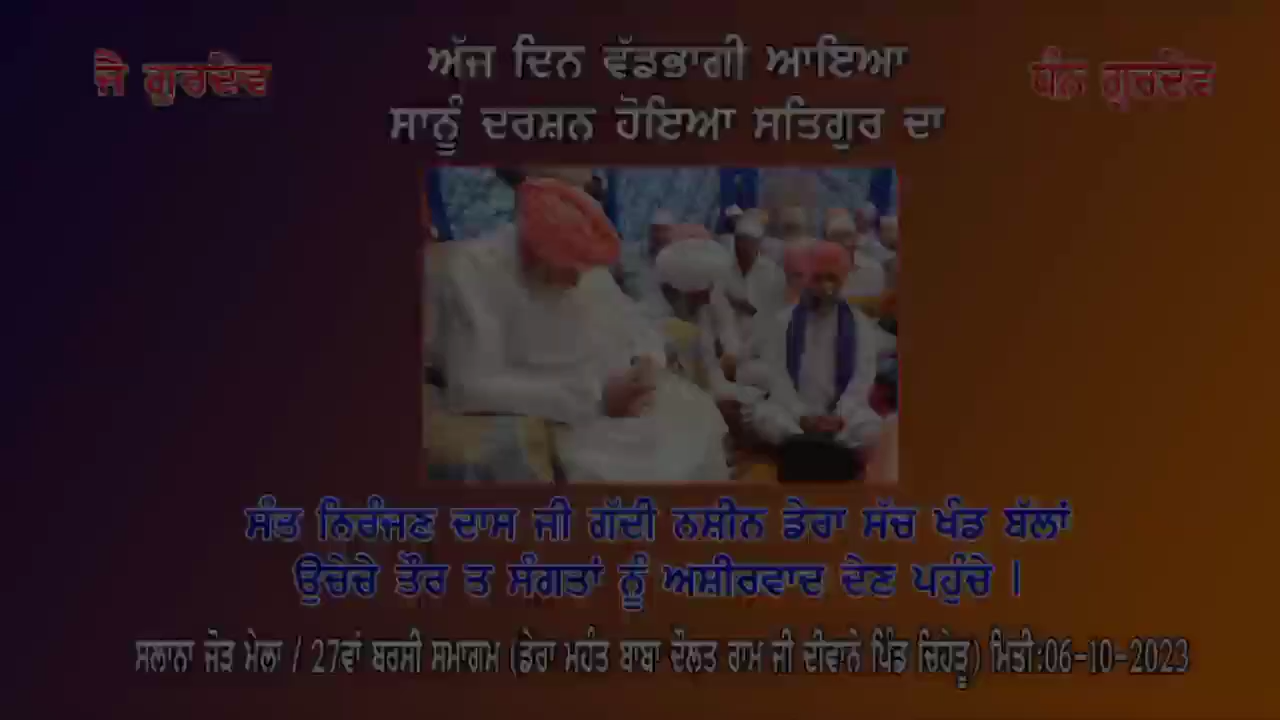 ਜੈ ਗੁਰਦੇਵ
ਅੱਜ ਦਿਨ ਵੱਡਭਾਗੀ ਆਇਆ
ਧੰਨ ਗੁਰਦੇਵ
ਸਾਨੂੰ ਦਰਸ਼ਨ ਹੋਇਆ ਸਤਿਗੁਰ ਦਾ
ਸੰਤ ਨਿਰੰਜਣ ਦਾਸ ਜੀ ਗੱਦੀ ਨਸ਼ੀਨ ਡੇਰਾ ਸੱਚ ਖੰਡ ਬੱਲਾਂ
ਉਚੇਚੇ ਤੌਰ ਤ ਸੰਗਤਾਂ ਨੂੰ ਅਸ਼ੀਰਵਾਦ ਦੇਣ ਪਹੁੰਚੇ ।
ਸਲਾਨਾ ਜੋੜ ਮੇਲਾ / 27ਵਾਂ ਬਰਸੀ ਸਮਾਗਮ (ਡੇਰਾ ਮਹੰਤ ਬਾਬਾ ਦੌਲਤ ਰਾਮ ਜੀ ਦੀਵਾਨੇ ਪਿੰਡ ਚਿਹੇੜੂ) ਮਿਤੀ:06-10-2023